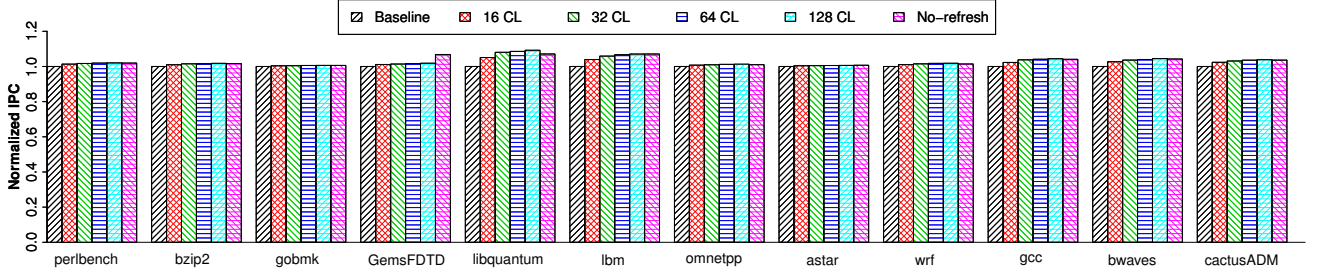 Baseline 16 CL 32 CL 64 CL 128 CL No-refresh
Normalized IPC
1.2
1.0
0.8
0.6
0.4
0.2
0.0
perlbench bzip2 gobmk GemsFDTD libquantum lbm omnetpp astar wrf gcc bwaves cactusADM